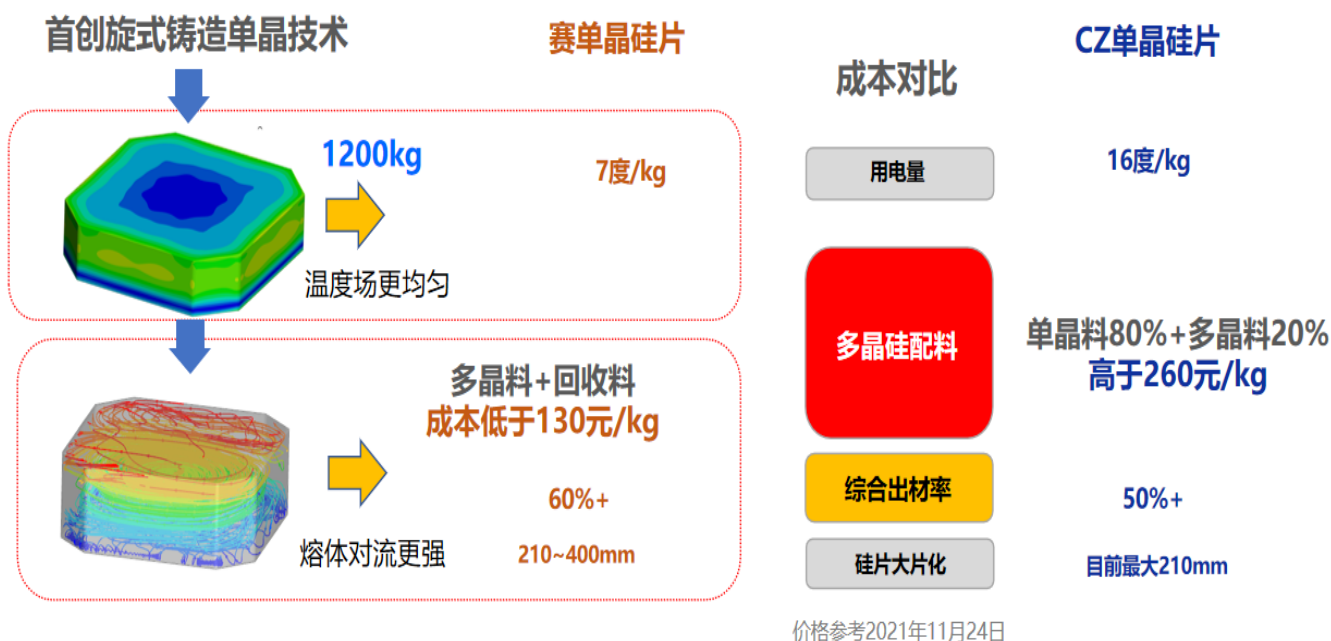 首创旋式铸造单晶技术
赛单晶硅片
CZ单晶硅片
成本对比
1200kg
7度/kg
用电量
16度/kg
温度场更均匀
多晶料+回收料
成本低于130元/kg
多晶硅配料
单晶料80%+多晶料20%
高于260元/kg
60%+
综合出材率
50%+
熔体对流更强
210~400mm
硅片大片化
目前最大210mm
价格参考2021年11月24日